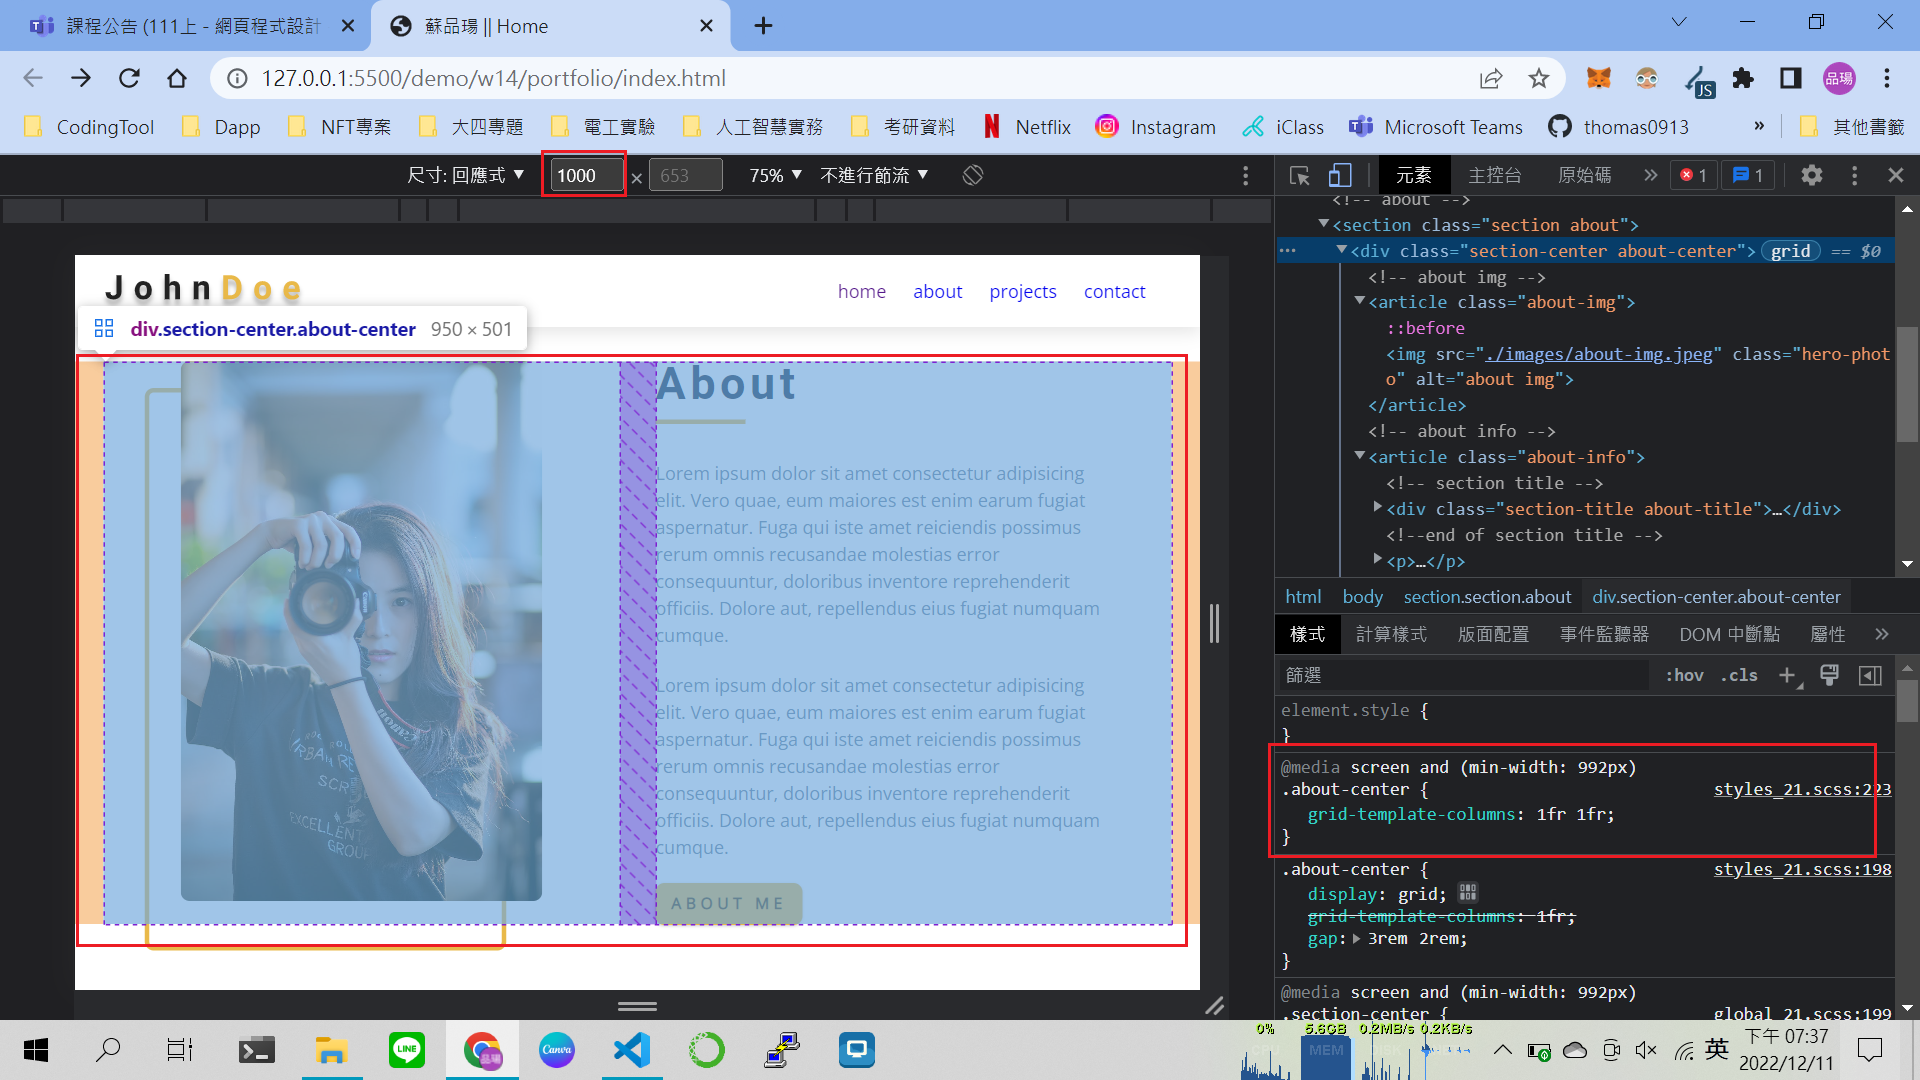 課程公告 (111上 - 網頁程式設計
蘇品瑒 || Home
127.0.0.1:5500/demo/w14/portfolio/index.html
JS
品瑒
CodingTool
Dapp
NFT專案
大四專題
電工實驗
人工智慧實務
考研資料
Netflix
Instagram
iClass
Microsoft Teams
thomas0913
»
其他書籤
尺寸: 回應式 ▼ 1000 × 653 75% ▼ 不進行節流 ▼
元素 主控台 原始碼 » 1 1
JohnDoe
home about projects contact
div.section-center.about-center 950 × 501
About
Lorem ipsum dolor sit amet consectetur adipisicing
elit. Vero quae, eum maiores est enim earum fugiat
aspernatur. Fuga qui iste amet reiciendis possimus
rerum omnis recusandae molestias error
consequuntur, doloribus inventore reprehenderit
officiis. Dolore aut, repellendus eius fugiat numquam
cumque.
Lorem ipsum dolor sit amet consectetur adipisicing
elit. Vero quae, eum maiores est enim earum fugiat
aspernatur. Fuga qui iste amet reiciendis possimus
rerum omnis recusandae molestias error
consequuntur, doloribus inventore reprehenderit
officiis. Dolore aut, repellendus eius fugiat numquam
cumque.
ABOUT ME
<!-- about -->
<section class="section about">
<div class="section-center about-center"> grid == $0
<!-- about img -->
<article class="about-img">
::before
<img src="./images/about-img.jpeg" class="hero-phot
o" alt="about img">
</article>
<!-- about info -->
<article class="about-info">
<!-- section title -->
<div class="section-title about-title">…</div>
<!--end of section title -->
<p>…</p>
html body section.section.about div.section-center.about-center
樣式 計算樣式 版面配置 事件監聽器 DOM 中斷點 屬性 »
篩選 :hov .cls
element.style {
}
@media screen and (min-width: 992px)
.about-center { styles_21.scss:223
grid-template-columns: 1fr 1fr;
}
.about-center { styles_21.scss:198
display: grid;
grid-template-columns: 1fr;
gap: 3rem 2rem;
}
@media screen and (min-width: 992px)
.section-center { global_21.scss:199
LINE
Canva
品瑒
0% 5.6GB 0.2MB/s 0.2KB/s
CPU MEM
英
下午 07:37
2022/12/11